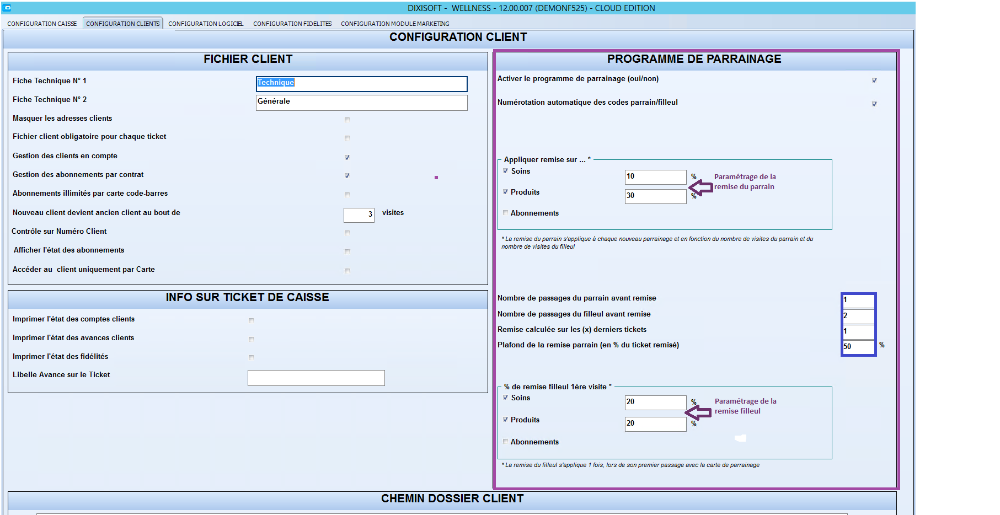 DIXISOFT - WELLNESS - 12.00.007 (DEMONF525) - CLOUD EDITION
CONFIGURATION CAISSE
CONFIGURATION CLIENTS
CONFIGURATION LOGICIEL
CONFIGURATION FIDELITES
CONFIGURATION MODULE MARKETING
CONFIGURATION CLIENT
FICHIER CLIENT
Fiche Technique N° 1
Technique
Fiche Technique N° 2
Générale
Masquer les adresses clients
Fichier client obligatoire pour chaque ticket
Gestion des clients en compte
Gestion des abonnements par contrat
Abonnements illimités par carte code-barres
Nouveau client devient ancien client au bout de 3 visites
Contrôle sur Numéro Client
Afficher l'état des abonnements
Accéder au client uniquement par Carte
INFO SUR TICKET DE CAISSE
Imprimer l'état des comptes clients
Imprimer l'état des avances clients
Imprimer l'état des fidélités
Libelle Avance sur le Ticket
PROGRAMME DE PARRAINAGE
Activer le programme de parrainage (oui/non)
Numérotation automatique des codes parrain/filleul
Appliquer remise sur ... *
Soins 10 %
Produits 30 %
Abonnements
Paramétrage de la
remise du parrain
* La remise du parrain s'applique à chaque nouveau parrainage et en fonction du nombre de visites du parrain et du
nombre de visites du filleul
Nombre de passages du parrain avant remise 1
Nombre de passages du filleul avant remise 2
Remise calculée sur les (x) derniers tickets 1
Plafond de la remise parrain (en % du ticket remisé) 50 %
% de remise filleul 1ère visite *
Soins 20 %
Produits 20 %
Abonnements
Paramétrage de la
remise filleul
* La remise du filleul s'applique 1 fois, lors de son premier passage avec la carte de parrainage
CHEMIN DOSSIER CLIENT